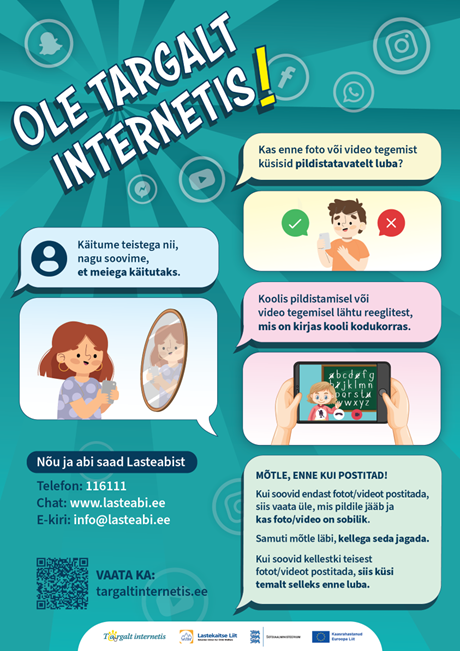 OLE TARGALT
INTERNETIS!
Kas enne foto või video tegemist
küsisid pildistatavatelt luba?
Käitume teistega nii,
nagu soovime,
et meiega käitutaks.
Koolis pildistamisel või
video tegemisel lähtu reeglitest,
mis on kirjas kooli kodukorras.
Nõu ja abi saad Lasteabist
Telefon: 116111
Chat: www.lasteabi.ee
E-kiri: info@lasteabi.ee
VAATA KA:
targaltinternetis.ee
MÕTLE, ENNE KUI POSTITAD!
Kui soovid endast fotot/videot postitada,
siis vaata üle, mis pildile jääb ja
kas foto/video on sobilik.
Samuti mõtle läbi, kellega seda jagada.
Kui soovid kellestki teisest
fotot/videot postitada, siis küsi
temalt selleks enne luba.
Targalt internetis
Lastekaitse Liit
SOTSIAALMINISTEERIUM
Kaasrahastanud
Euroopa Liit